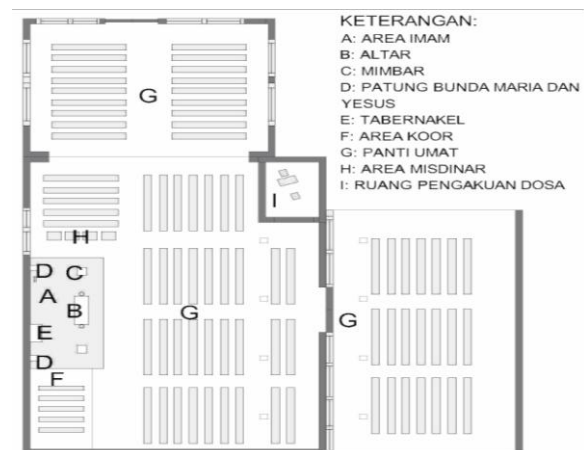 KETERANGAN:
A: AREA IMAM
B: ALTAR
C: MIMBAR
D: PATUNG BUNDA MARIA DAN
YESUS
E: TABERNAKEL
F: AREA KOOR
G: PANTI UMAT
H: AREA MISDINAR
I: RUANG PENGAKUAN DOSA
G
I
H
D C
A
B
G
G
E
D
F